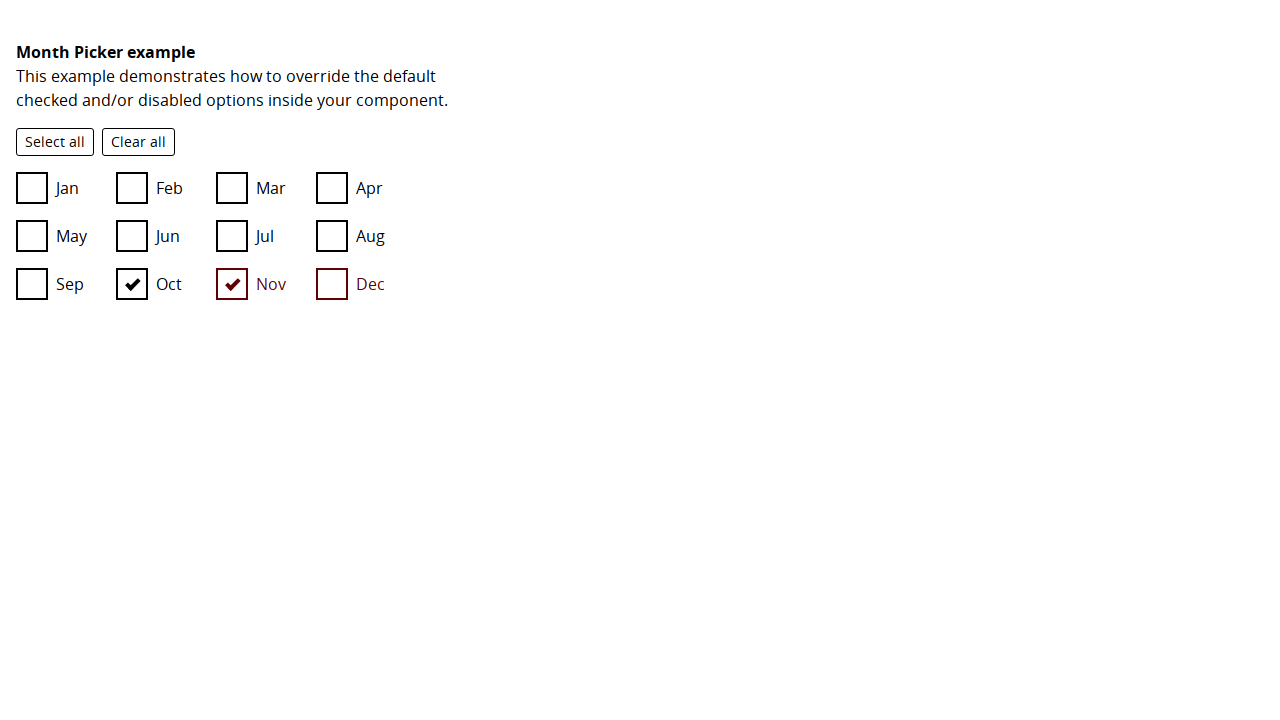 Month Picker example
This example demonstrates how to override the default
checked and/or disabled options inside your component.
Select all Clear all
Jan Feb Mar Apr
May Jun Jul Aug
Sep Oct Nov Dec